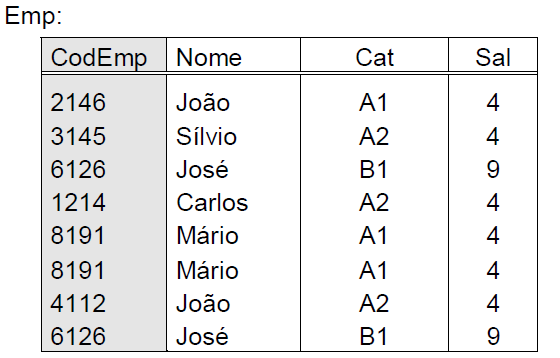 Emp:
CodEmp Nome Cat Sal
2146 João A1 4
3145 Sílvio A2 4
6126 José B1 9
1214 Carlos A2 4
8191 Mário A1 4
8191 Mário A1 4
4112 João A2 4
6126 José B1 9